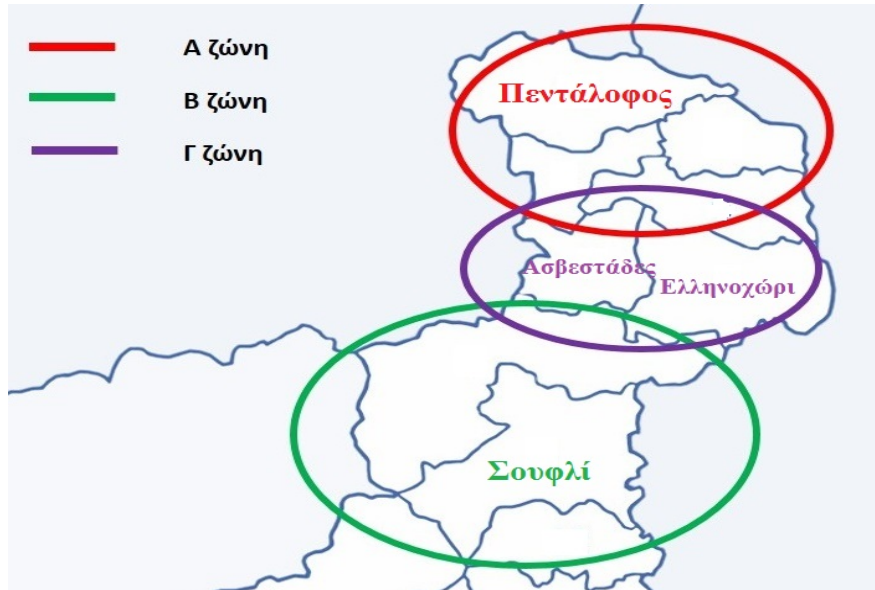 Α ζώνη
Β ζώνη
Γ ζώνη
Πεντάλοφος
Ασβεστάδες
Ελληνοχώρι
Σουφλί